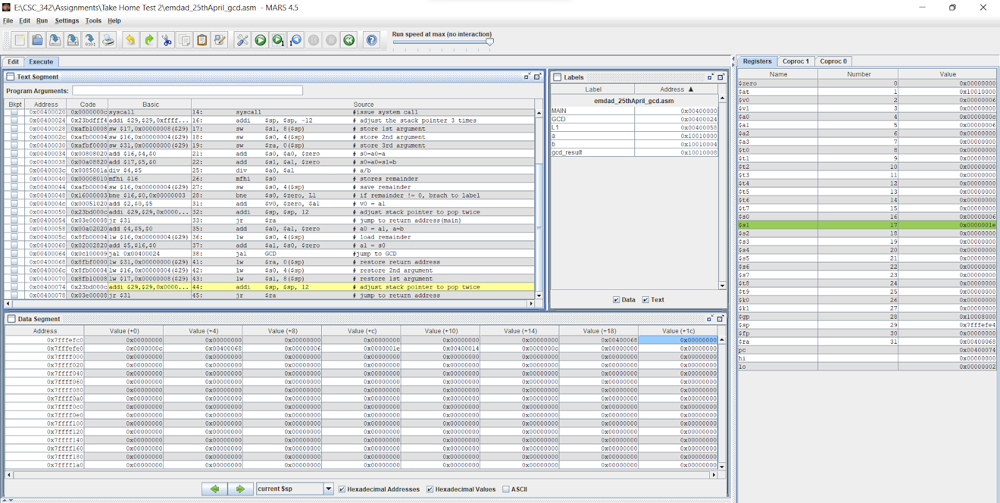 E:\CSC_342\Assignments\Take Home Test 2\emdad_25thApril_gcd.asm - MARS 4.5
File Edit Run Settings Tools Help
Run speed at max (no interaction)
Edit Execute
Text Segment
Program Arguments:
Bkpt Address Code Basic Source
0x00400020 0x0000000c syscall 14: syscall #issue system call
0x00400024 0x23bdfff4 addi $29,$29,0xffff... 16: addi $sp, $sp, -12 # adjust the stack pointer 3 times
0x00400028 0xafb10008 sw $17,0x00000008($29) 17: sw $s1, 8($sp) # store 1st argument
0x0040002c 0xafb00004 sw $16,0x00000004($29) 18: sw $s0, 4($sp) # store 2nd argument
0x00400030 0xafbf0000 sw $31,0x00000000($29) 19: sw $ra, 0($sp) # store 3rd argument
0x00400034 0x00808020 add $16,$4,$0 21: add $s0, $a0, $zero # s0=a0=a
0x00400038 0x00a08820 add $17,$5,$0 22: add $s1, $a1, $zero # s0=a0=s1=b
0x0040003c 0x0085001a div $4,$5 25: div $a0, $a1 # a/b
0x00400040 0x00008010 mfhi $16 26: mfhi $s0 # stores remainder
0x00400044 0xafb00004 sw $16,0x00000004($29) 27: sw $s0, 4($sp) # save remainder
0x00400048 0x16000003 bne $16,$0,0x00000003 28: bne $s0, $zero, L1 # if remainder != 0, brach to label
0x0040004c 0x00051020 add $2,$0,$5 31: add $v0, $zero, $a1 # v0 = a1
0x00400050 0x23bd000c addi $29,$29,0x0000... 32: addi $sp, $sp, 12 # adjust stack pointer to pop twice
0x00400054 0x03e00008 jr $31 33: jr $ra # jump to return address(main)
0x00400058 0x00a02020 add $4,$5,$0 35: add $a0, $a1, $zero # a0 = a1, a=b
0x0040005c 0x8fb00004 lw $16,0x00000004($29) 36: lw $s0, 4($sp) # load remainder
0x00400060 0x02002820 add $5,$16,$0 37: add $a1, $s0, $zero # a1 = s0
0x00400064 0x0c100009 jal 0x00400024 38: jal GCD #jump to GCD
0x00400068 0x8fbf0000 lw $31,0x00000000($29) 41: lw $ra, 0($sp) # restore return address
0x0040006c 0x8fb00004 lw $16,0x00000004($29) 42: lw $s0, 4($sp) # restore 2nd argument
0x00400070 0x8fb10008 lw $17,0x00000008($29) 43: lw $s1, 8($sp) # restore 1st argument
0x00400074 0x23bd000c addi $29,$29,0x0000... 44: addi $sp, $sp, 12 # adjust stack pointer to pop twice
0x00400078 0x03e00008 jr $31 45: jr $ra # jump to return address
Labels
Label Address ▲
emdad_25thApril_gcd.asm
MAIN 0x00400000
GCD 0x00400024
L1 0x00400058
a 0x10010000
b 0x10010004
gcd_result 0x10010008
Data Text
Data Segment
Address Value (+0) Value (+4) Value (+8) Value (+c) Value (+10) Value (+14) Value (+18) Value (+1c)
0x7fffefc0 0x00000000 0x00000000 0x00000000 0x00000000 0x00000000 0x00000000 0x00400068 0x00000000
0x7fffefe0 0x0000000c 0x00400068 0x00000006 0x0000001e 0x00400014 0x0000000c 0x00000000 0x00000000
0x7ffff000 0x00000000 0x00000000 0x00000000 0x00000000 0x00000000 0x00000000 0x00000000 0x00000000
0x7ffff020 0x00000000 0x00000000 0x00000000 0x00000000 0x00000000 0x00000000 0x00000000 0x00000000
0x7ffff040 0x00000000 0x00000000 0x00000000 0x00000000 0x00000000 0x00000000 0x00000000 0x00000000
0x7ffff060 0x00000000 0x00000000 0x00000000 0x00000000 0x00000000 0x00000000 0x00000000 0x00000000
0x7ffff080 0x00000000 0x00000000 0x00000000 0x00000000 0x00000000 0x00000000 0x00000000 0x00000000
0x7ffff0a0 0x00000000 0x00000000 0x00000000 0x00000000 0x00000000 0x00000000 0x00000000 0x00000000
0x7ffff0c0 0x00000000 0x00000000 0x00000000 0x00000000 0x00000000 0x00000000 0x00000000 0x00000000
0x7ffff0e0 0x00000000 0x00000000 0x00000000 0x00000000 0x00000000 0x00000000 0x00000000 0x00000000
0x7ffff100 0x00000000 0x00000000 0x00000000 0x00000000 0x00000000 0x00000000 0x00000000 0x00000000
0x7ffff120 0x00000000 0x00000000 0x00000000 0x00000000 0x00000000 0x00000000 0x00000000 0x00000000
0x7ffff140 0x00000000 0x00000000 0x00000000 0x00000000 0x00000000 0x00000000 0x00000000 0x00000000
0x7ffff160 0x00000000 0x00000000 0x00000000 0x00000000 0x00000000 0x00000000 0x00000000 0x00000000
0x7ffff180 0x00000000 0x00000000 0x00000000 0x00000000 0x00000000 0x00000000 0x00000000 0x00000000
0x7ffff1a0 0x00000000 0x00000000 0x00000000 0x00000000 0x00000000 0x00000000 0x00000000 0x00000000
current $sp Hexadecimal Addresses Hexadecimal Values ASCII
Registers Coproc 1 Coproc 0
Name Number Value
$zero 0 0x00000000
$at 1 0x10010000
$v0 2 0x00000006
$v1 3 0x00000000
$a0 4 0x0000000c
$a1 5 0x00000006
$a2 6 0x00000000
$a3 7 0x00000000
$t0 8 0x00000000
$t1 9 0x00000000
$t2 10 0x00000000
$t3 11 0x00000000
$t4 12 0x00000000
$t5 13 0x00000000
$t6 14 0x00000000
$t7 15 0x00000000
$s0 16 0x00000006
$s1 17 0x0000001e
$s2 18 0x00000000
$s3 19 0x00000000
$s4 20 0x00000000
$s5 21 0x00000000
$s6 22 0x00000000
$s7 23 0x00000000
$t8 24 0x00000000
$t9 25 0x00000000
$k0 26 0x00000000
$k1 27 0x00000000
$gp 28 0x10008000
$sp 29 0x7fffefe4
$fp 30 0x00000000
$ra 31 0x00400068
pc 0x00400074
hi 0x00000000
lo 0x00000002